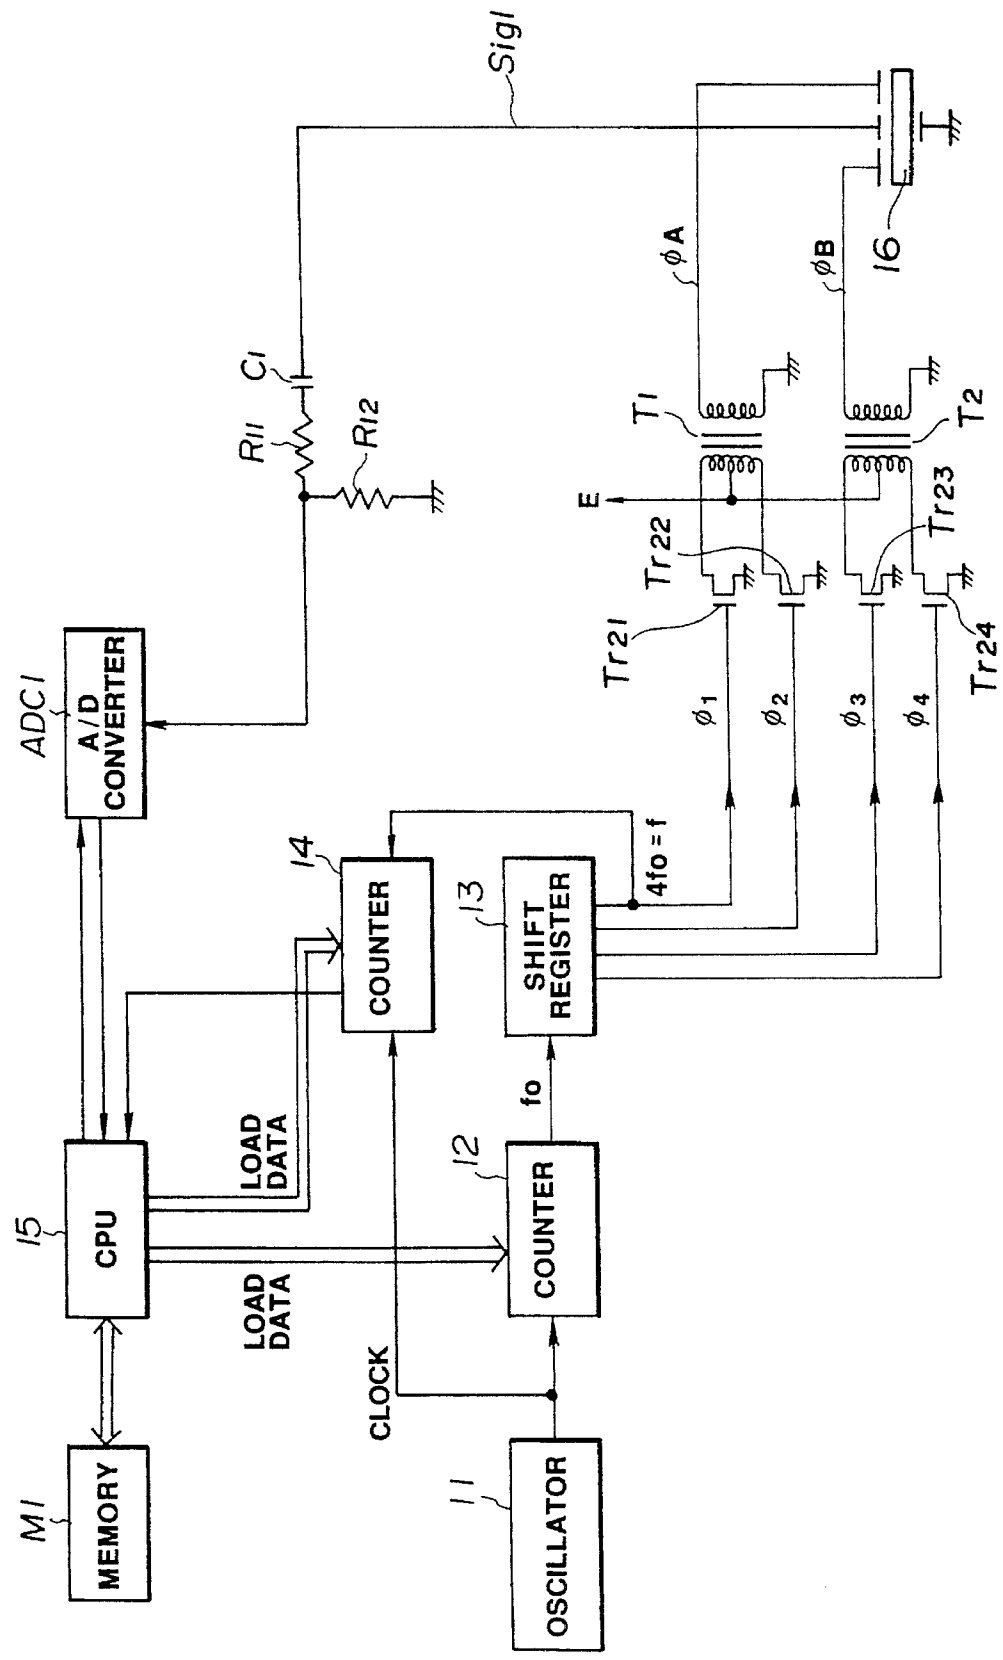 M1
MEMORY
15
CPU
ADC1
A/D
CONVERTER
LOAD
DATA
LOAD
DATA
CLOCK
14
COUNTER
R11
C1
R12
Sig1
11
OSCILLATOR
12
COUNTER
fo
13
SHIFT
REGISTER
4fo=f
ϕ1
ϕ2
ϕ3
ϕ4
Tr21
Tr22
Tr23
Tr24
E
T1
T2
ϕA
ϕB
16